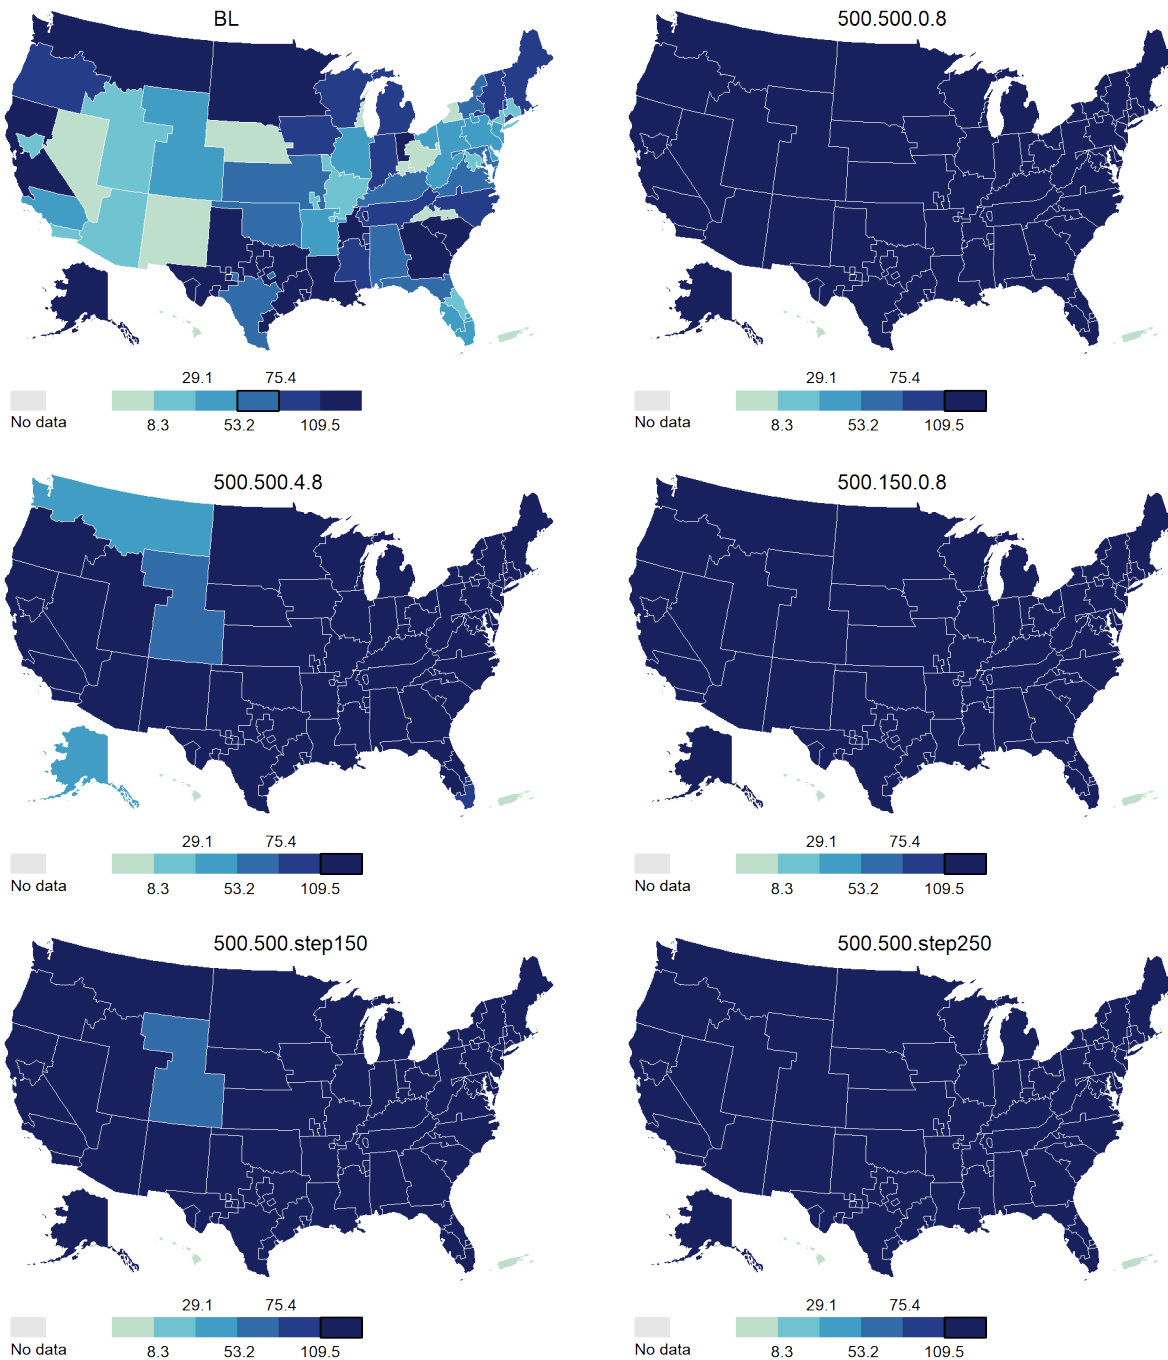 BL
29.1 75.4
No data 8.3 53.2 109.5
500.500.0.8
29.1 75.4
No data 8.3 53.2 109.5
500.500.4.8
29.1 75.4
No data 8.3 53.2 109.5
500.150.0.8
29.1 75.4
No data 8.3 53.2 109.5
500.500.step150
29.1 75.4
No data 8.3 53.2 109.5
500.500.step250
29.1 75.4
No data 8.3 53.2 109.5